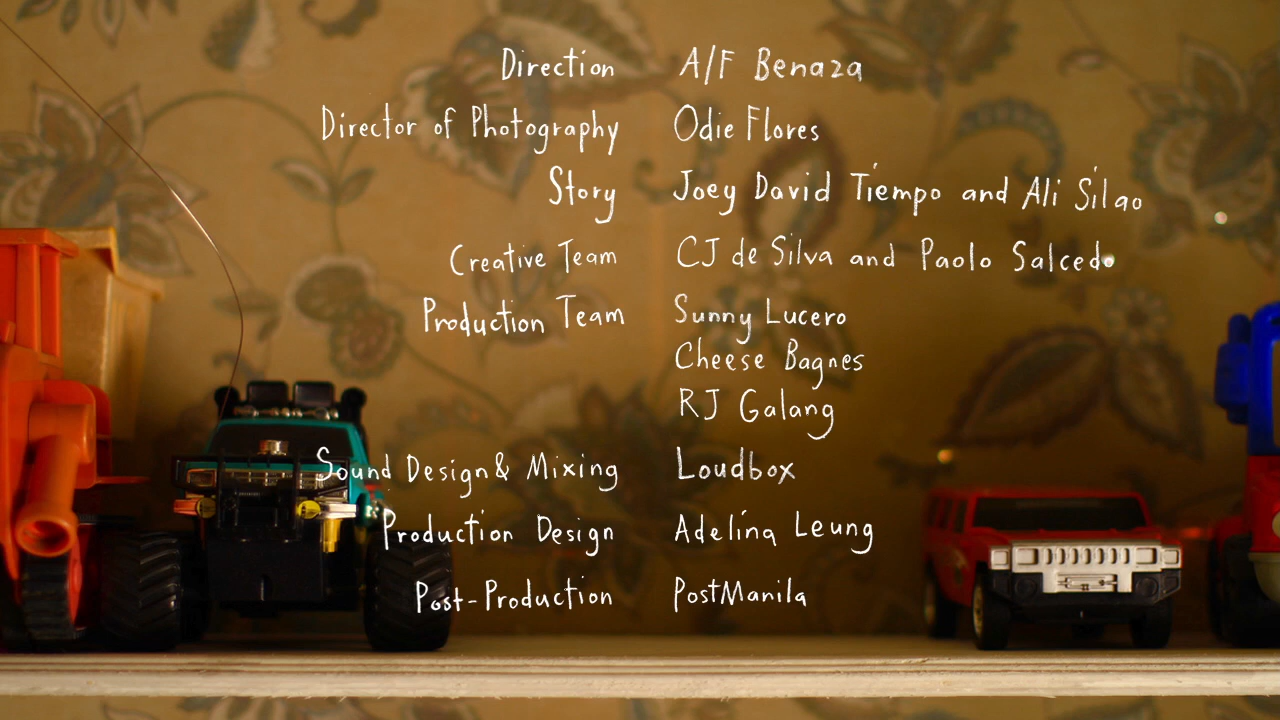 Direction A/F Benaza
Director of Photography Odie Flores
Story Joey David Tiempo and Ali Silao
Creative Team CJ de Silva and Paolo Salcedo
Production Team Sunny Lucero
Cheese Bagnes
RJ Galang
Sound Design & Mixing Loudbox
Production Design Adelina Leung
Post-Production PostManila